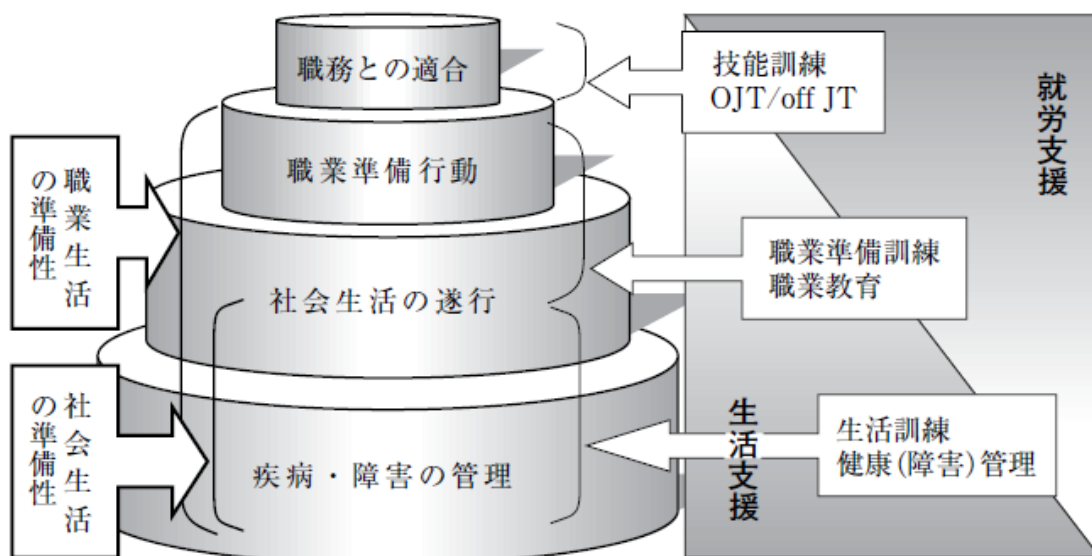 職務との適合
職業準備行動
社会生活の遂行
疾病・障害の管理
職業生活
の準備性
社会生活
の準備性
技能訓練
OJT/off JT
職業準備訓練
職業教育
生活訓練
健康(障害)管理
就労支援
生活支援